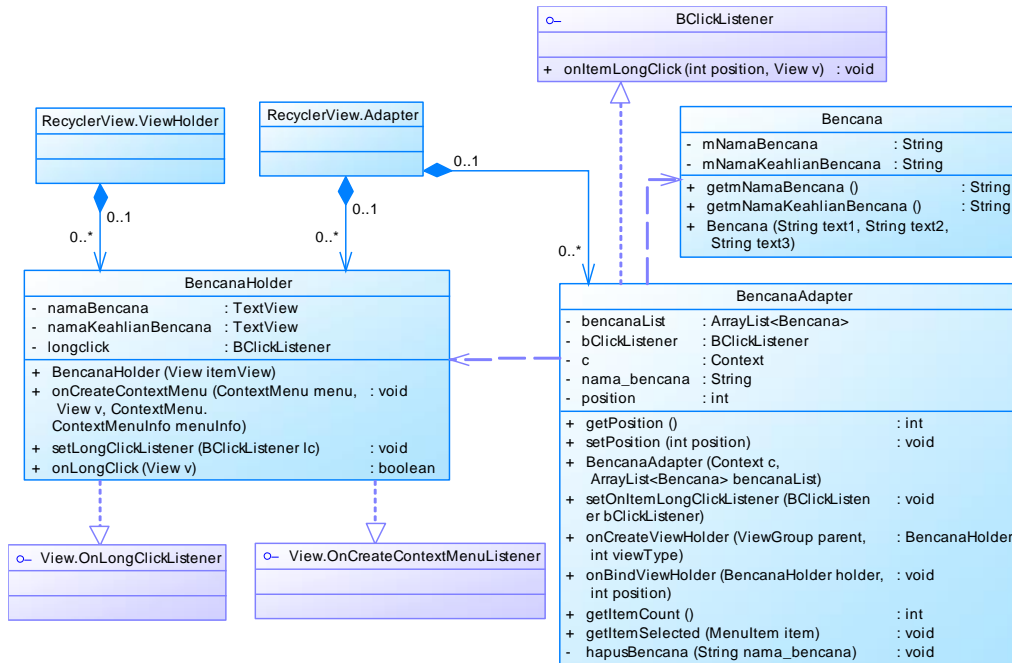 BClickListener
+ onItemLongClick (int position, View v) : void
RecyclerView.ViewHolder
RecyclerView.Adapter
Bencana
- mNamaBencana : String
- mNamaKeahlianBencana : String
+ getmNamaBencana () : String
+ getmNamaKeahlianBencana () : String
+ Bencana (String text1, String text2,
String text3)
0..1
0..*
0..1
0..*
0..1
0..*
BencanaHolder
- namaBencana : TextView
- namaKeahlianBencana : TextView
- longclick : BClickListener
+ BencanaHolder (View itemView)
+ onCreateContextMenu (ContextMenu menu, : void
View v, ContextMenu.
ContextMenuInfo menuInfo)
+ setLongClickListener (BClickListener lc) : void
+ onLongClick (View v) : boolean
View.OnLongClickListener
View.OnCreateContextMenuListener
BencanaAdapter
- bencanaList : ArrayList<Bencana>
- bClickListener : BClickListener
- c : Context
- nama_bencana : String
- position : int
+ getPosition () : int
+ setPosition (int position) : void
+ BencanaAdapter (Context c,
ArrayList<Bencana> bencanaList)
+ setOnItemLongClickListener (BClickListen : void
er bClickListener)
+ onCreateViewHolder (ViewGroup parent, : BencanaHolder
int viewType)
+ onBindViewHolder (BencanaHolder holder, : void
int position)
+ getItemCount () : int
+ getItemSelected (MenuItem item) : void
- hapusBencana (String nama_bencana) : void